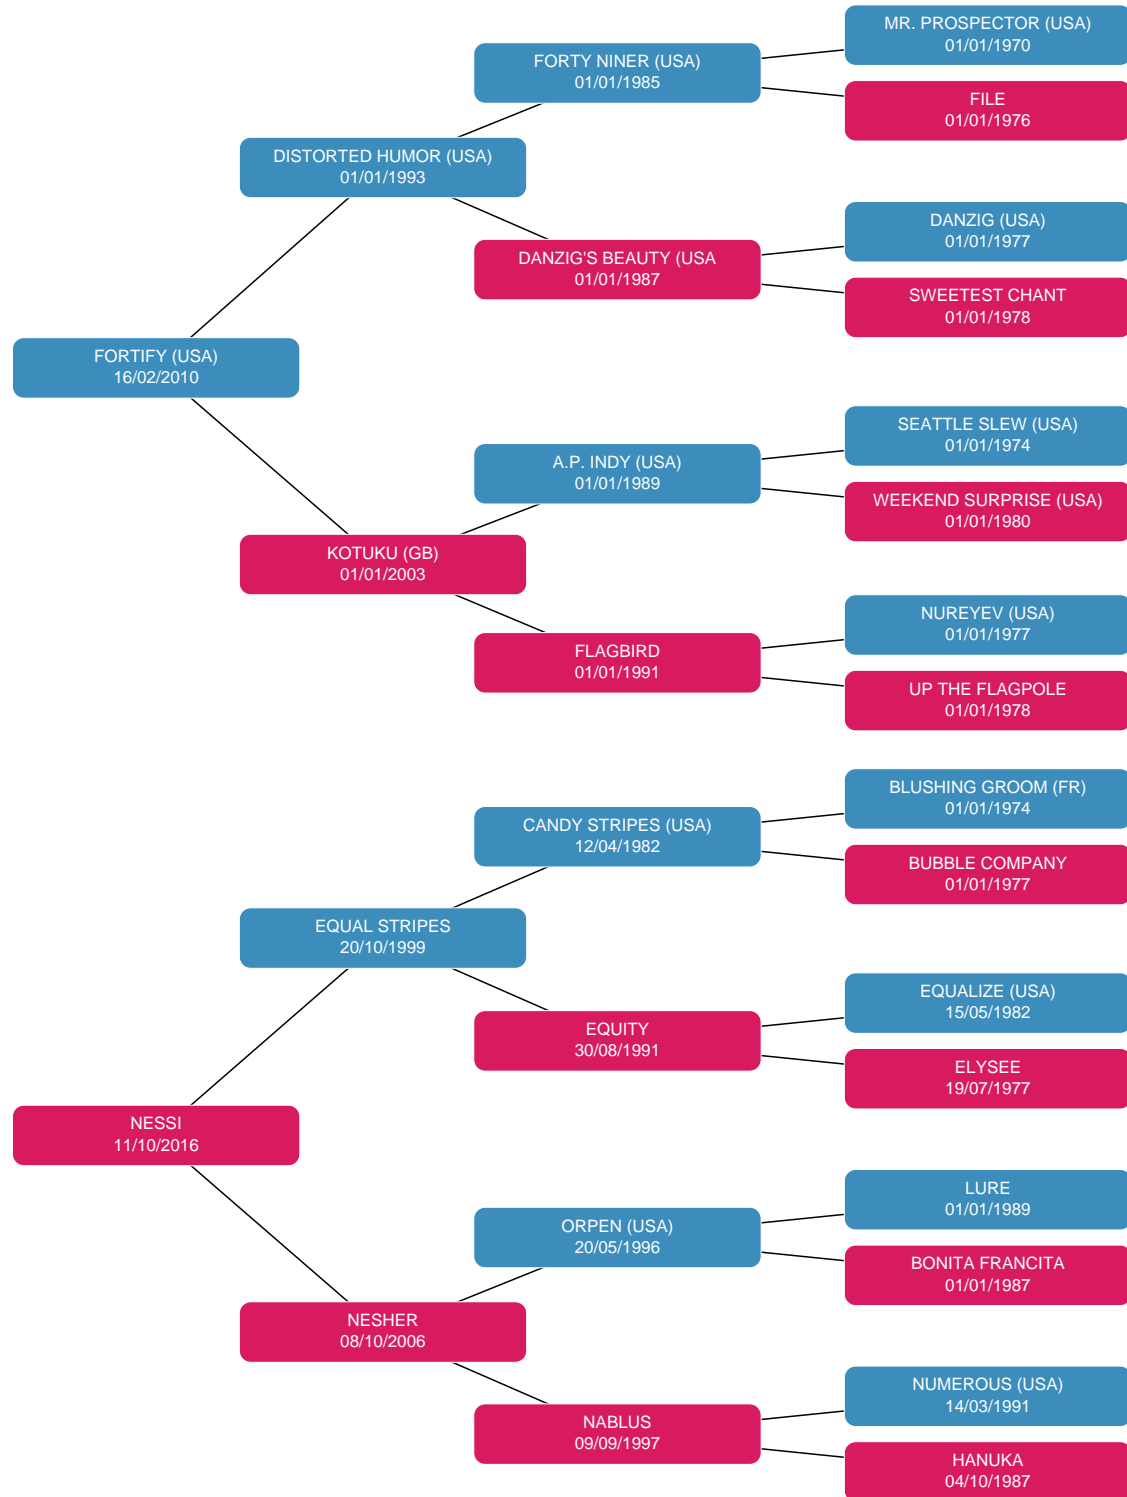 MR. PROSPECTOR (USA)
01/01/1970
FORTY NINER (USA)
01/01/1985
FILE
01/01/1976
DISTORTED HUMOR (USA)
01/01/1993
DANZIG (USA)
01/01/1977
DANZIG'S BEAUTY (USA
01/01/1987
SWEETEST CHANT
01/01/1978
FORTIFY (USA)
16/02/2010
SEATTLE SLEW (USA)
01/01/1974
A.P. INDY (USA)
01/01/1989
WEEKEND SURPRISE (USA)
01/01/1980
KOTUKU (GB)
01/01/2003
NUREYEV (USA)
01/01/1977
FLAGBIRD
01/01/1991
UP THE FLAGPOLE
01/01/1978
BLUSHING GROOM (FR)
01/01/1974
CANDY STRIPES (USA)
12/04/1982
BUBBLE COMPANY
01/01/1977
EQUAL STRIPES
20/10/1999
EQUALIZE (USA)
15/05/1982
EQUITY
30/08/1991
ELYSEE
19/07/1977
NESSI
11/10/2016
LURE
01/01/1989
ORPEN (USA)
20/05/1996
BONITA FRANCITA
01/01/1987
NESHER
08/10/2006
NUMEROUS (USA)
14/03/1991
NABLUS
09/09/1997
HANUKA
04/10/1987